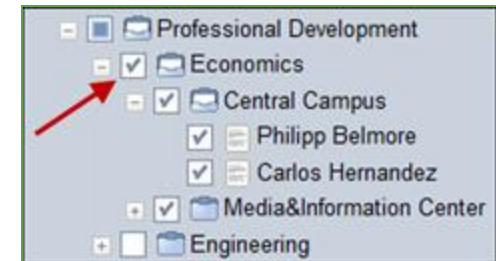 Professional Development
Economics
Central Campus
Philipp Belmore
Carlos Hernandez
Media&Information Center
Engineering